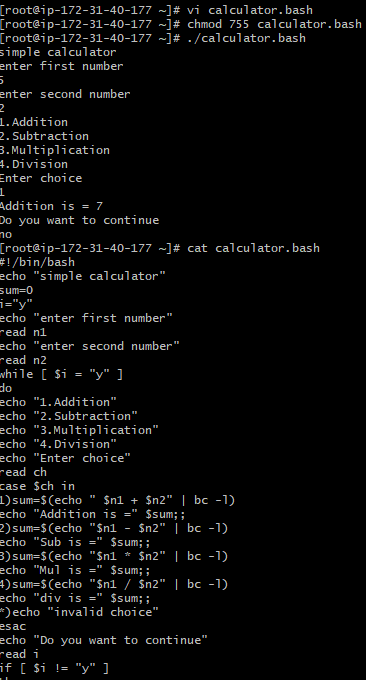 [root@ip-172-31-40-177 ~]# vi calculator.bash
[root@ip-172-31-40-177 ~]# chmod 755 calculator.bash
[root@ip-172-31-40-177 ~]# ./calculator.bash
simple calculator
enter first number
5
enter second number
2
1.Addition
2.Subtraction
3.Multiplication
4.Division
Enter choice
1
Addition is = 7
Do you want to continue
no
[root@ip-172-31-40-177 ~]# cat calculator.bash
#!/bin/bash
echo "simple calculator"
sum=0
i="y"
echo "enter first number"
read n1
echo "enter second number"
read n2
while [ $i = "y" ]
do
echo "1.Addition"
echo "2.Subtraction"
echo "3.Multiplication"
echo "4.Division"
echo "Enter choice"
read ch
case $ch in
1)sum=$(echo " $n1 + $n2" | bc -l)
echo "Addition is =" $sum;;
2)sum=$(echo "$n1 - $n2" | bc -l)
echo "Sub is =" $sum;;
3)sum=$(echo "$n1 * $n2" | bc -l)
echo "Mul is =" $sum;;
4)sum=$(echo "$n1 / $n2" | bc -l)
echo "div is =" $sum;;
*)echo "invalid choice"
esac
echo "Do you want to continue"
read i
if [ $i != "y" ]